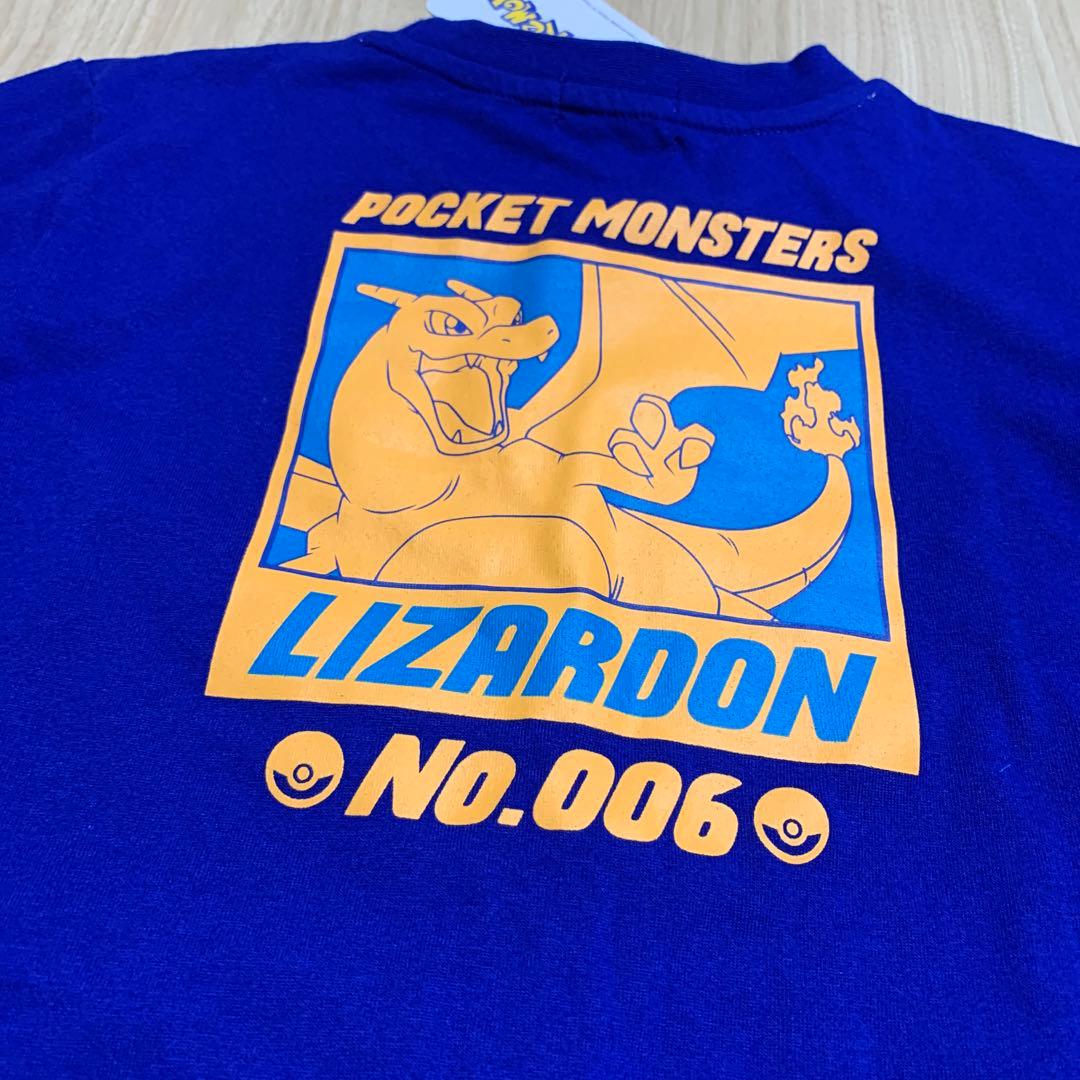 POCKET MONSTERS
LIZARDON
No.006